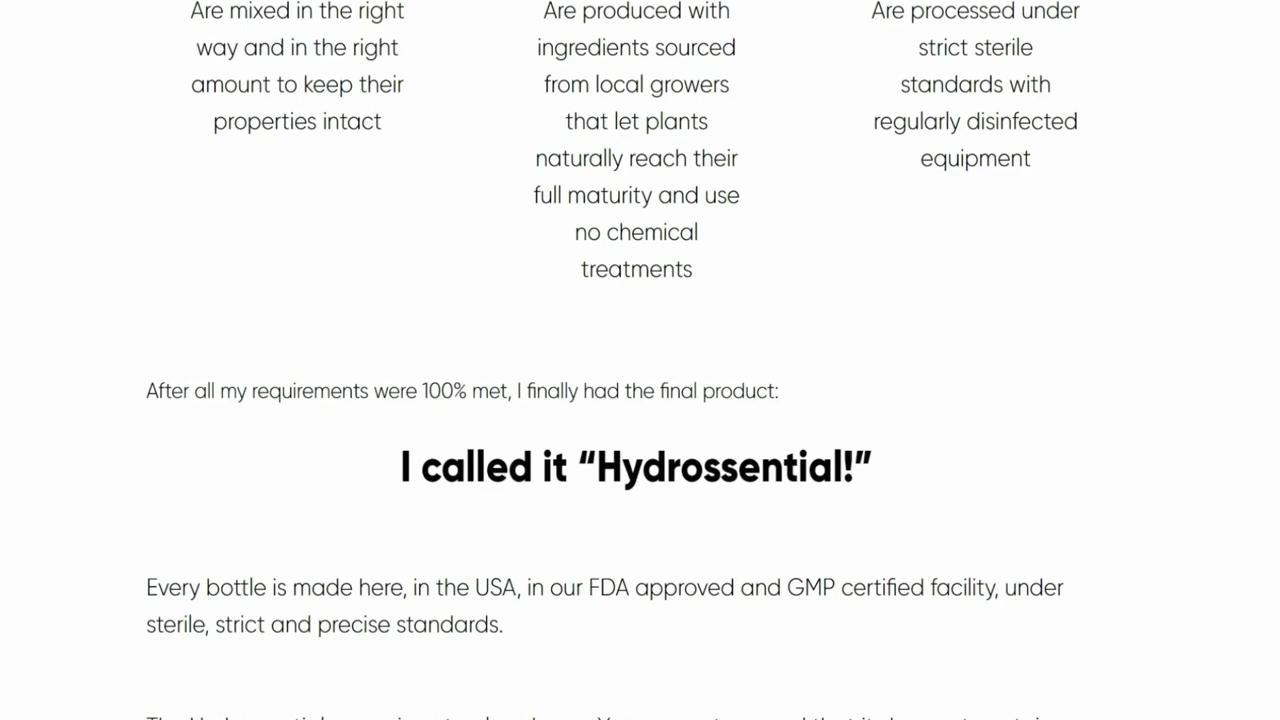 Are mixed in the right
way and in the right
amount to keep their
properties intact
Are produced with
ingredients sourced
from local growers
that let plants
naturally reach their
full maturity and use
no chemical
treatments
Are processed under
strict sterile
standards with
regularly disinfected
equipment
After all my requirements were 100% met, I finally had the final product:
I called it “Hydrossential!”
Every bottle is made here, in the USA, in our FDA approved and GMP certified facility, under
sterile, strict and precise standards.